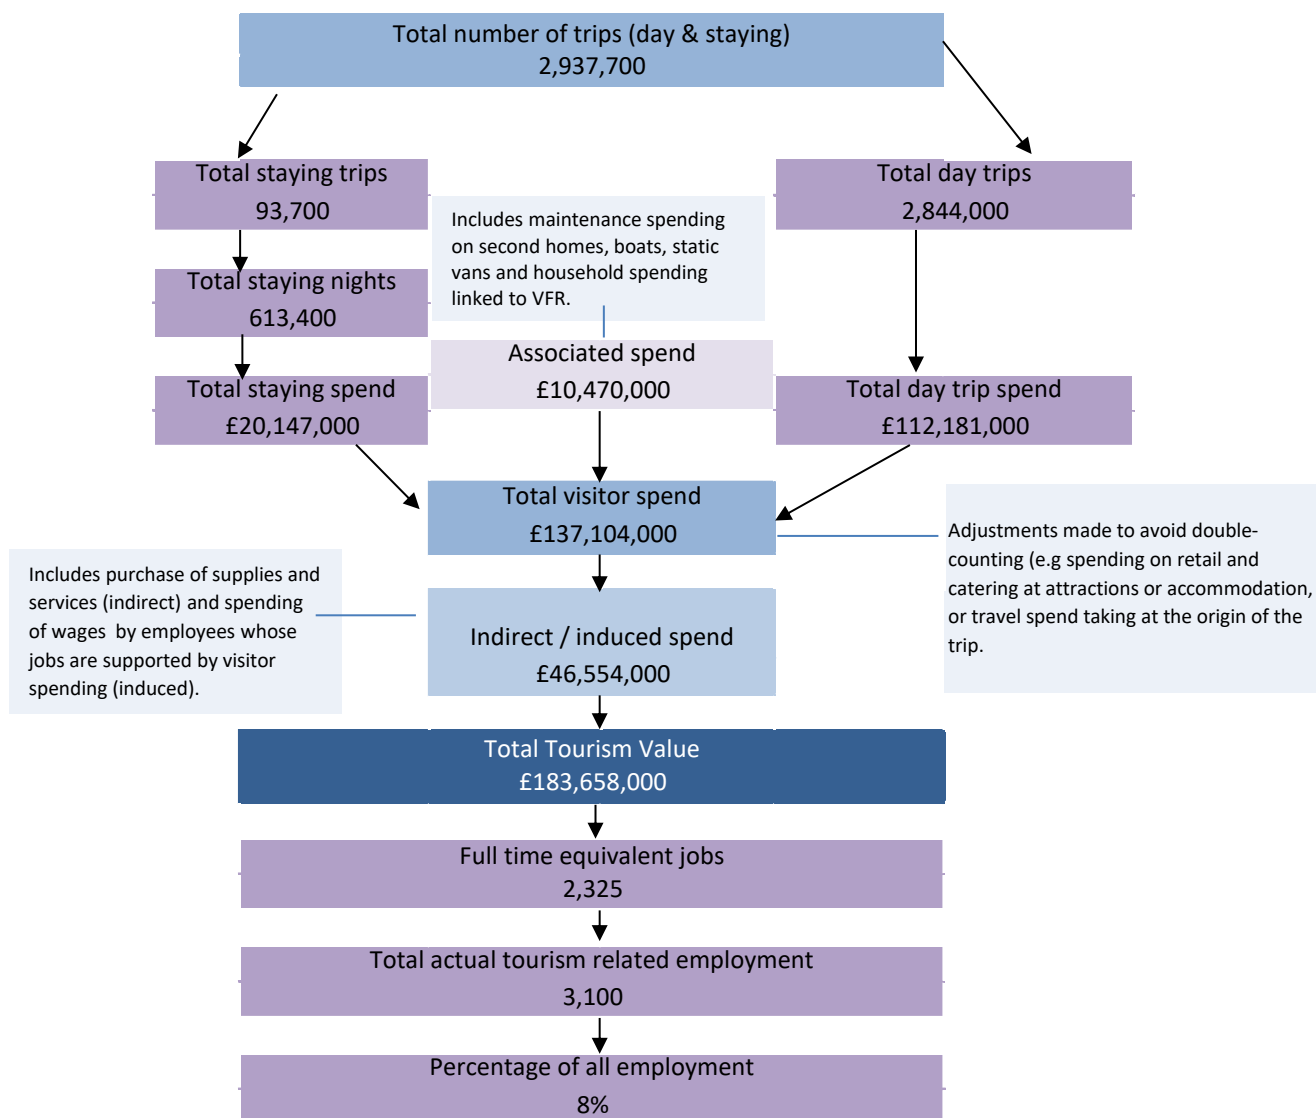 Total number of trips (day & staying)
2,937,700
Total staying trips
93,700
Total day trips
2,844,000
Includes maintenance spending
on second homes, boats, static
vans and household spending
linked to VFR.
Total staying nights
613,400
Associated spend
£10,470,000
Total staying spend
£20,147,000
Total day trip spend
£112,181,000
Total visitor spend
£137,104,000
Adjustments made to avoid double-
counting (e.g spending on retail and
catering at attractions or accommodation,
or travel spend taking at the origin of the
trip.
Includes purchase of supplies and
services (indirect) and spending
of wages by employees whose
jobs are supported by visitor
spending (induced).
Indirect / induced spend
£46,554,000
Total Tourism Value
£183,658,000
Full time equivalent jobs
2,325
Total actual tourism related employment
3,100
Percentage of all employment
8%